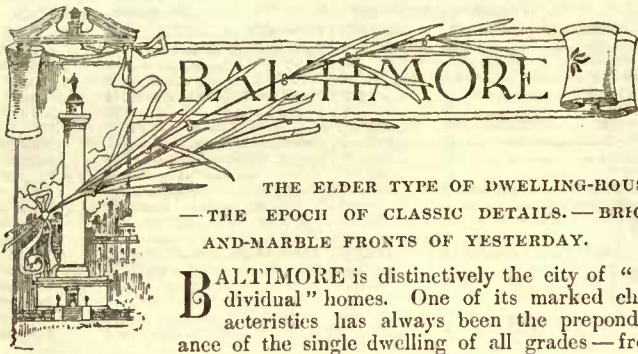 BALTIMORE
THE ELDER TYPE OF DWELLING-HOUS
— THE EPOCH OF CLASSIC DETAILS. — BRIC
AND-MARBLE FRONTS OF YESTERDAY.
BALTIMORE is distinctively the city of "
dividual" homes. One of its marked cha
acteristics has always been the prepond
ance of the single dwelling of all grades — fro